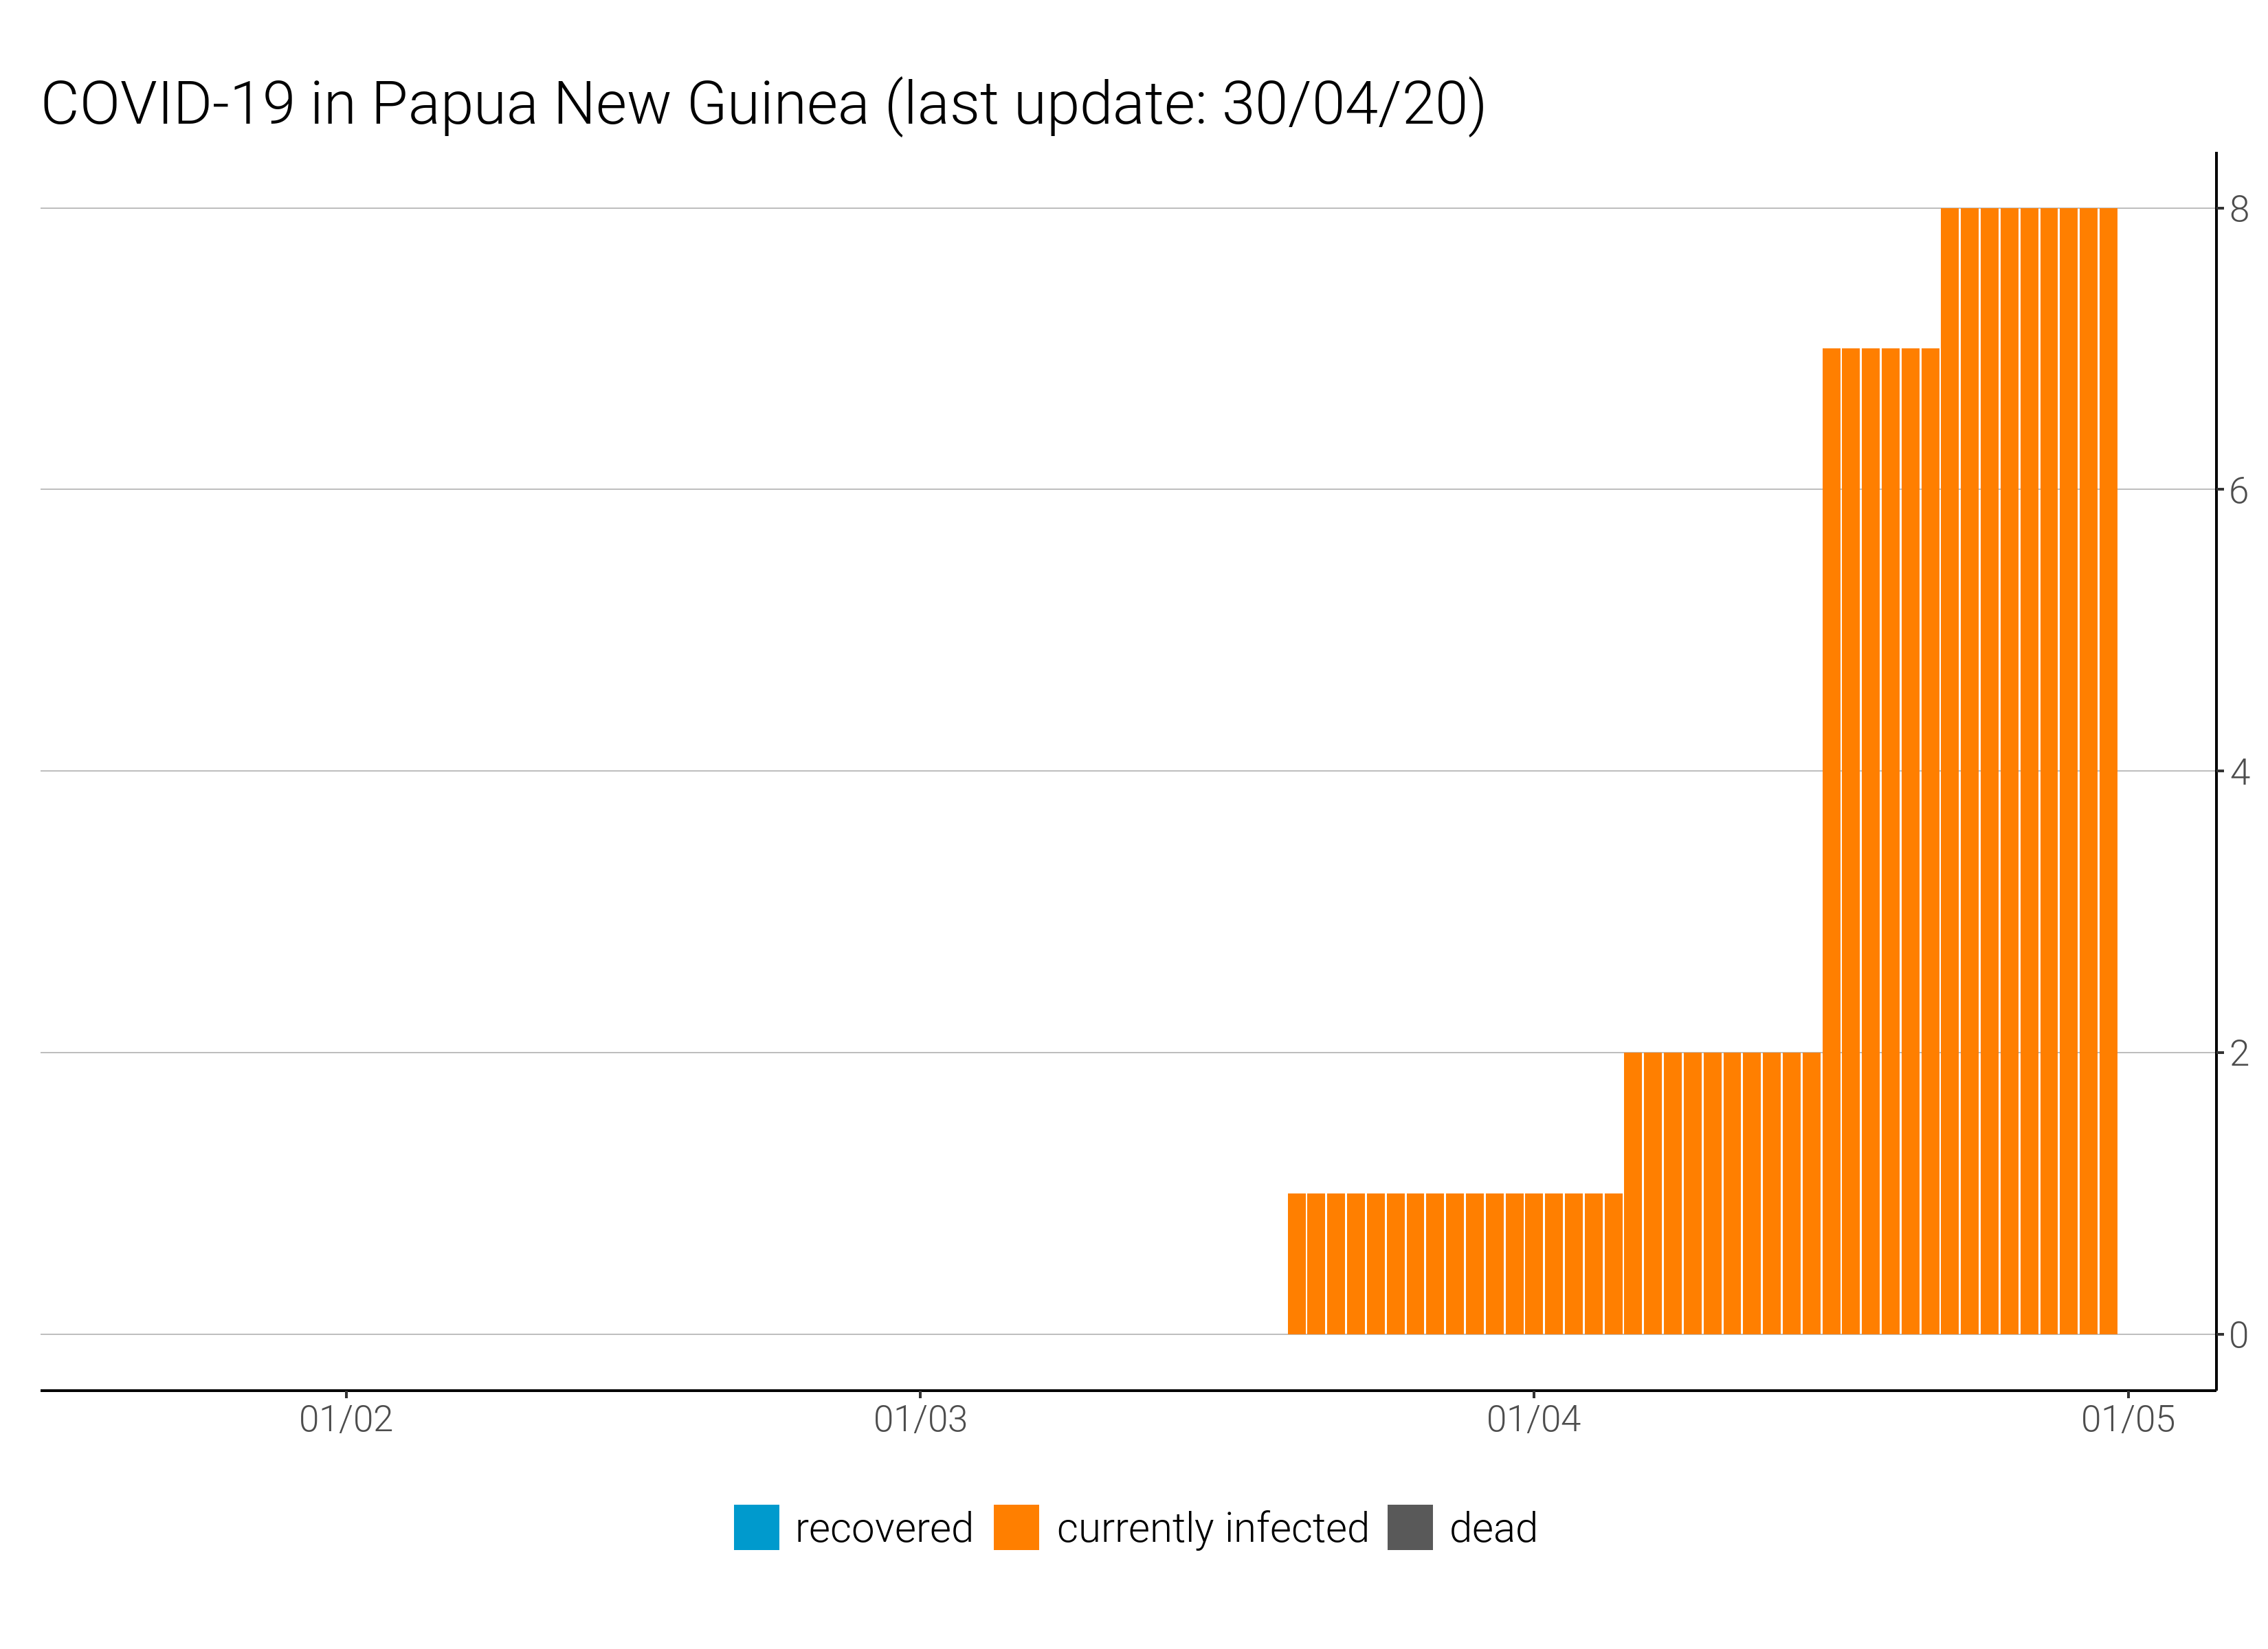 COVID-19 in Papua New Guinea (last update: 30/04/20)
8
6
4
2
0
01/02 01/03 01/04 01/05
recovered currently infected dead